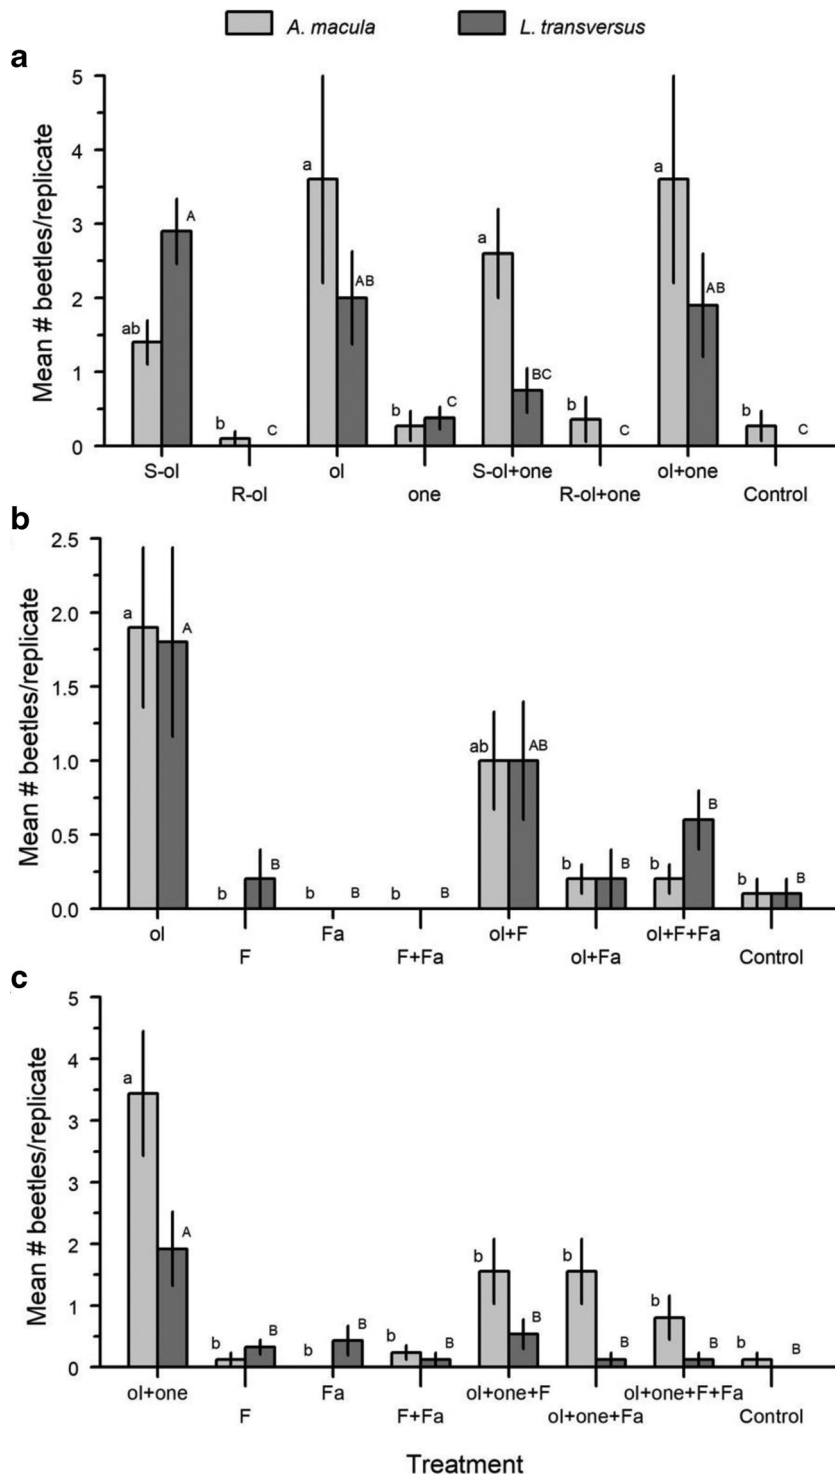 A. macula L. transversus
a
Mean # beetles/replicate
5
4
3
2
1
0
ab A b C a AB b C a BC b C a AB b C
S-ol ol S-ol+one ol+one
R-ol one R-ol+one Control
b
Mean # beetles/replicate
2.5
2.0
1.5
1.0
0.5
0.0
a A b B b B b B ab AB b B b B b B
ol Fa ol+F ol+F+Fa
F F+Fa ol+Fa Control
c
Mean # beetles/replicate
5
4
3
3
2
1
0
a A b B b B b B b B b B b B b B
ol+one Fa ol+one+F ol+one+F+Fa
F F+Fa ol+one+Fa Control
Treatment